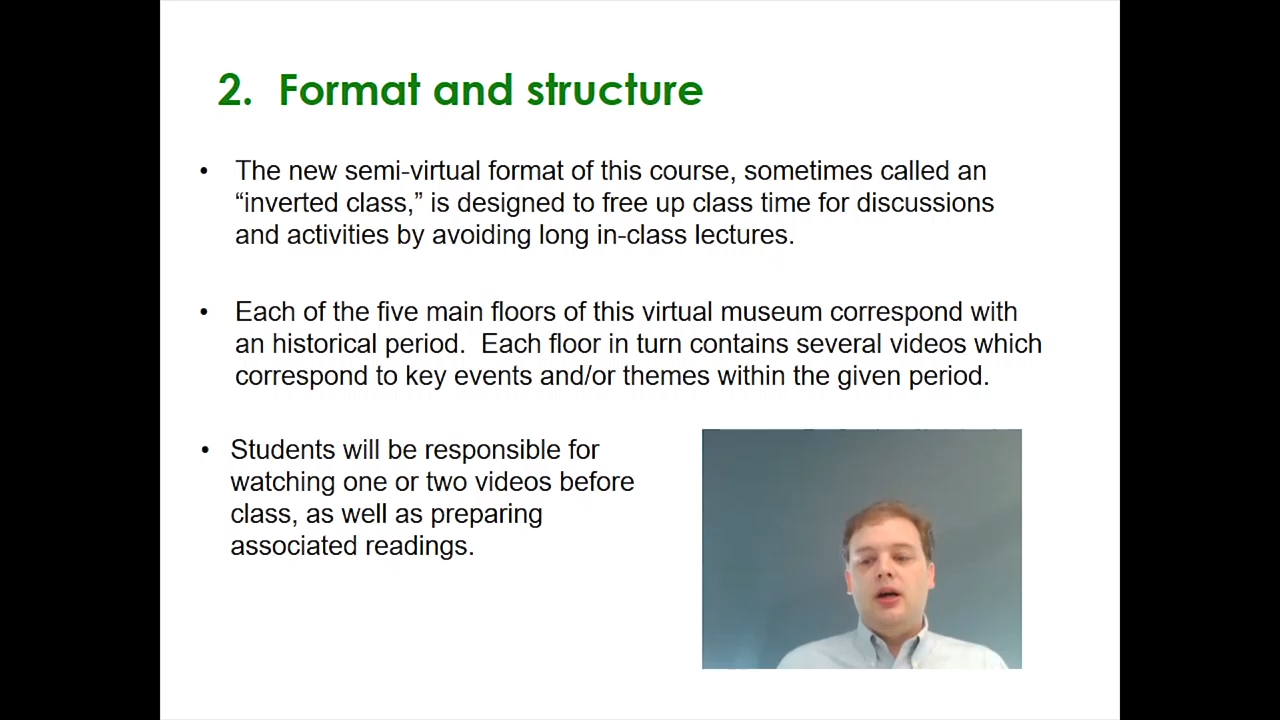 2. Format and structure
• The new semi-virtual format of this course, sometimes called an
“inverted class,” is designed to free up class time for discussions
and activities by avoiding long in-class lectures.
• Each of the five main floors of this virtual museum correspond with
an historical period. Each floor in turn contains several videos which
correspond to key events and/or themes within the given period.
• Students will be responsible for
watching one or two videos before
class, as well as preparing
associated readings.